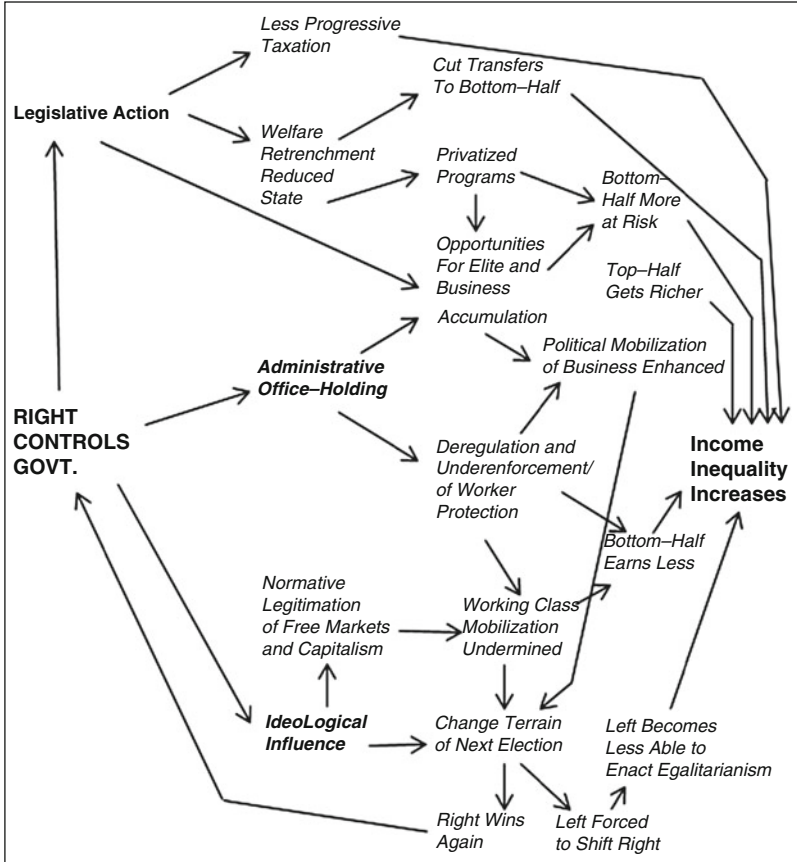 Less Progressive
Taxation
Cut Transfers
To Bottom–Half
Legislative Action
Welfare
Retrenchment
Reduced
State
Privatized
Programs
Bottom–
Half More
at Risk
Opportunities
For Elite and
Business
Accumulation
Top–Half
Gets Richer
Administrative
Office–Holding
Political Mobilization
of Business Enhanced
RIGHT
CONTROLS
GOVT.
Deregulation and
Underenforcement/
of Worker
Protection
Income
Inequality
Increases
Bottom–Half
Earns Less
Normative
Legitimation
of Free Markets
and Capitalism
Working Class
Mobilization
Undermined
IdeoLogical
Influence
Change Terrain
of Next Election
Left Becomes
Less Able to
Enact Egalitarianism
Right Wins
Again
Left Forced
to Shift Right